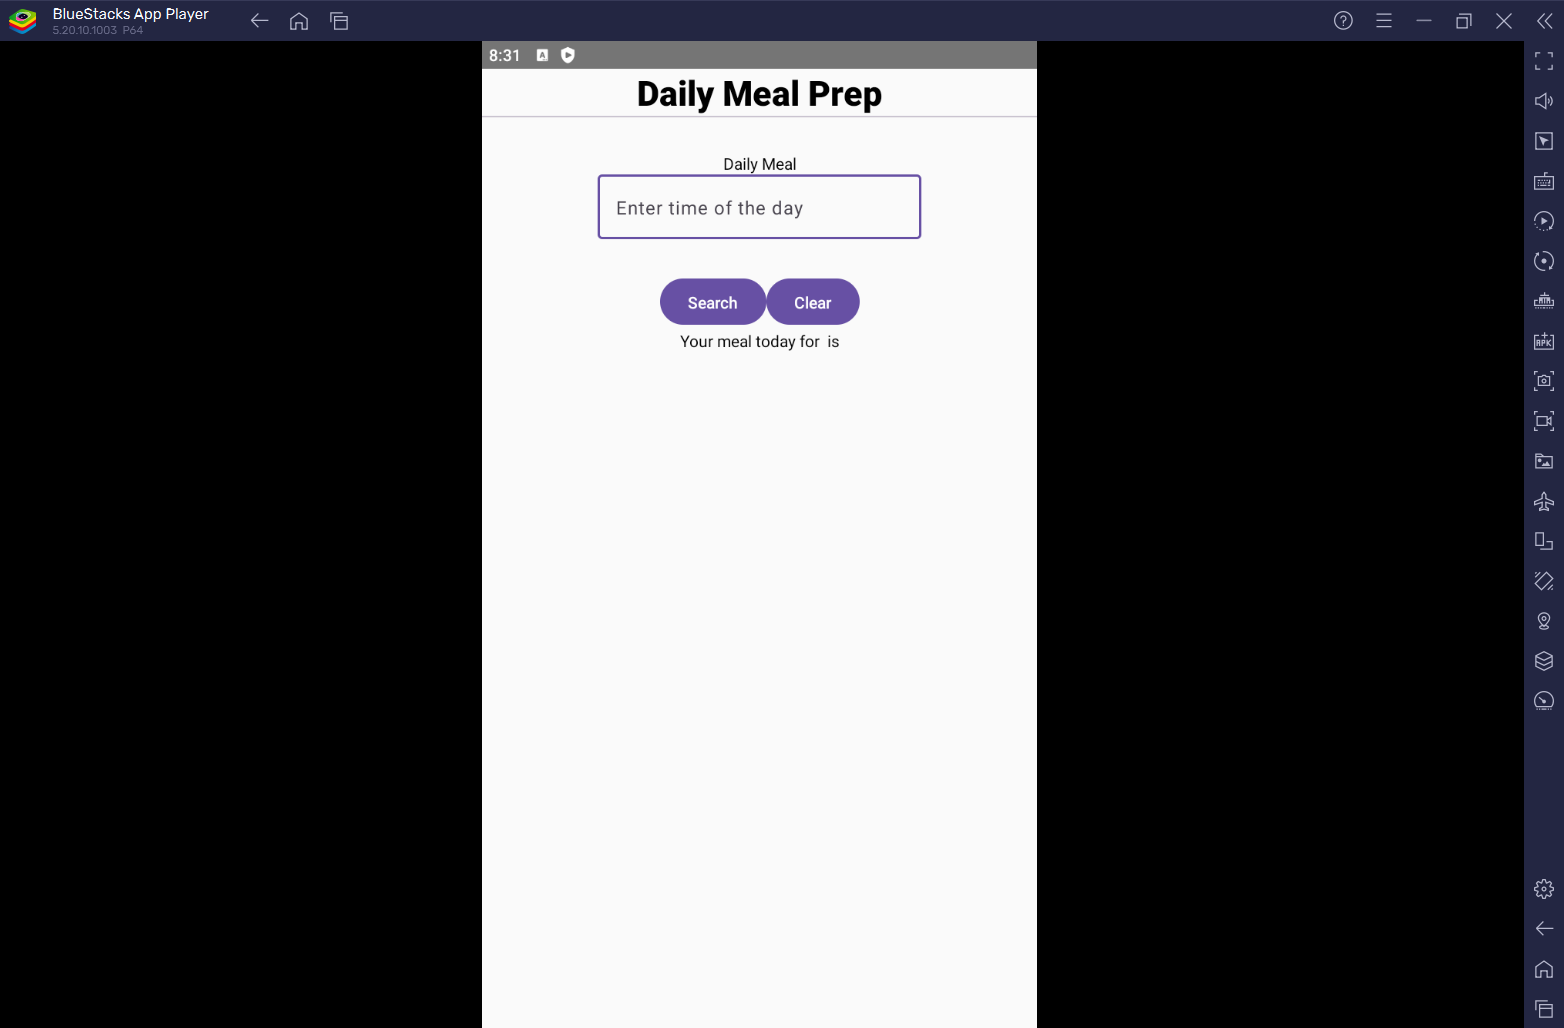 BlueStacks App Player
5.20.10.1003 P64
8:31
Daily Meal Prep
Daily Meal
Enter time of the day
Search Clear
Your meal today for  is
APK